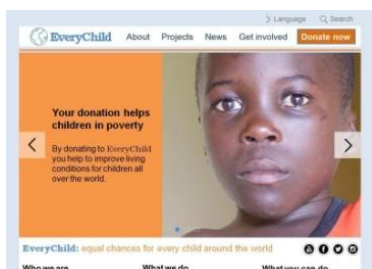 Language Search
EveryChild About Projects News Get involved Donate now
Your donation helps
children in poverty
By donating to EveryChild
you help to improve living
conditions for children all
over the world.
EveryChild: equal chances for every child around the world
Who we are What we do What you can do